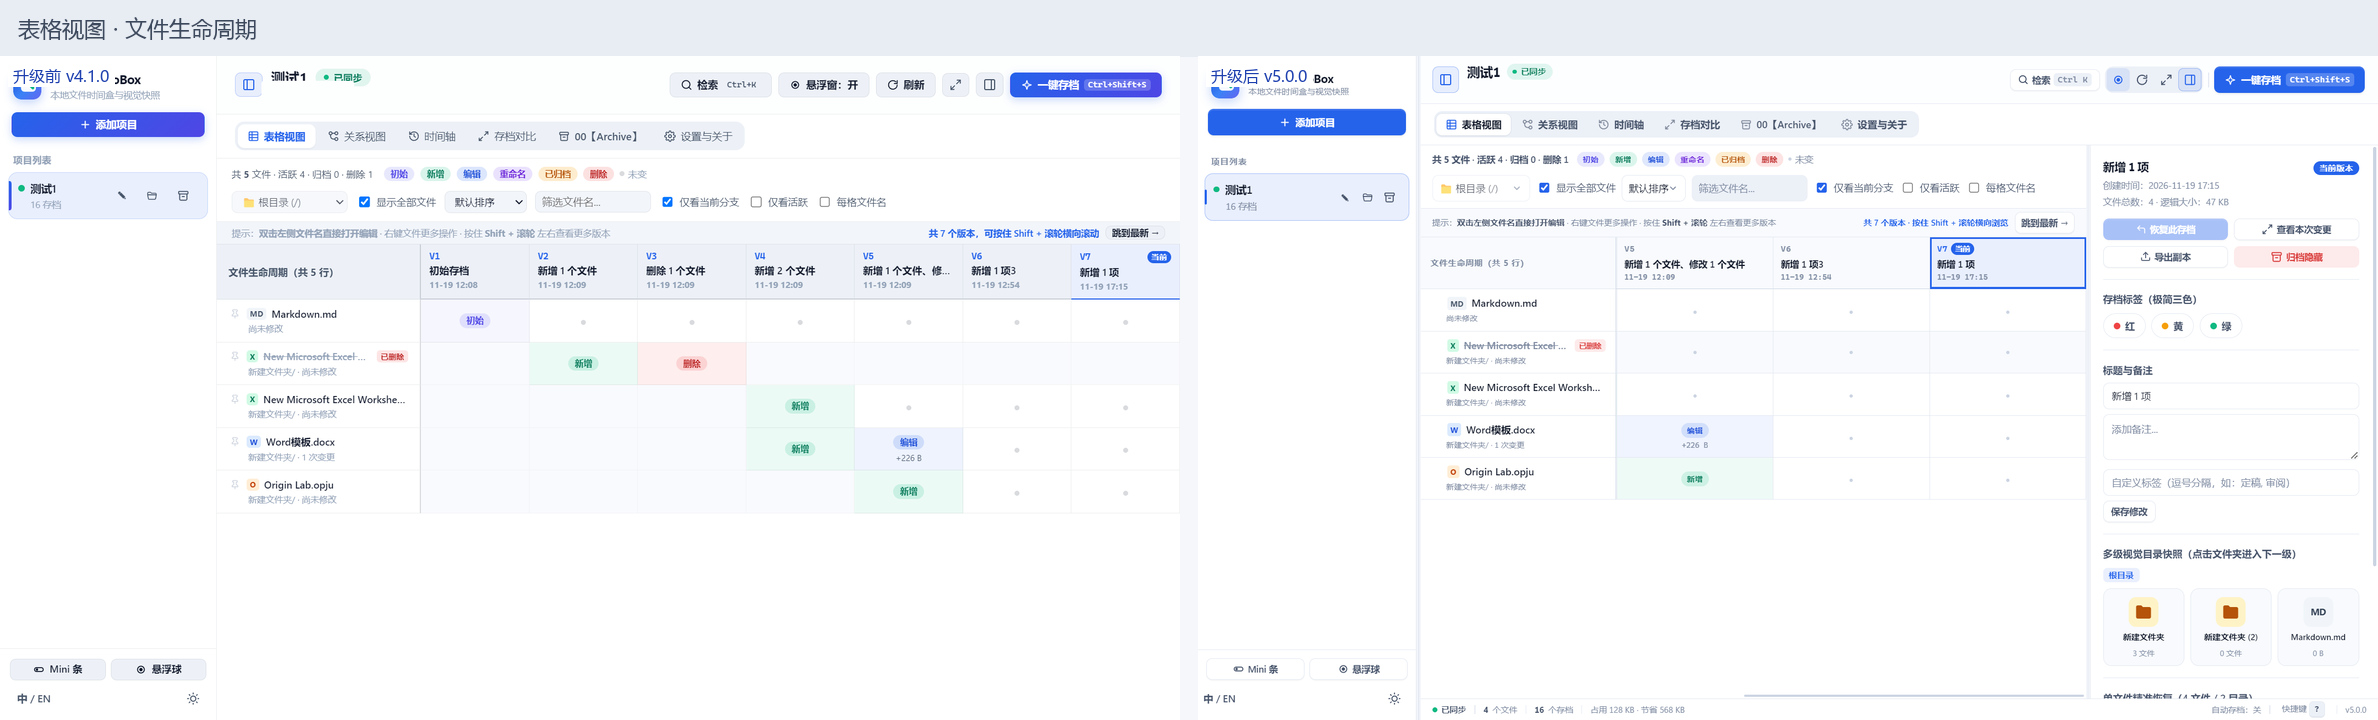 表格视图 · 文件生命周期
升级前 v4.1.0
oBox
本地文件时间盒与视觉快照
+ 添加项目
项目列表
测试1
16 存档
Mini 条
悬浮球
中 / EN
测试1
已同步
检索 Ctrl+K
悬浮窗：开
刷新
一键存档 Ctrl+Shift+S
表格视图
关系视图
时间轴
存档对比
00【Archive】
设置与关于
共 5 文件 · 活跃 4 · 归档 0 · 删除 1 初始 新增 编辑 重命名 已归档 删除 未变
根目录 (/) 显示全部文件 默认排序 筛选文件名... 仅看当前分支 仅看活跃 每格文件名
提示：双击左侧文件名直接打开编辑 · 右键文件更多操作 · 按住 Shift + 滚轮 左右查看更多版本
共 7 个版本，可按住 Shift + 滚轮横向滚动 跳到最新 →
文件生命周期（共 5 行）
V1
初始存档
11-19 12:08
V2
新增 1 个文件
11-19 12:09
V3
删除 1 个文件
11-19 12:09
V4
新增 2 个文件
11-19 12:09
V5
新增 1 个文件、修...
11-19 12:09
V6
新增 1 项3
11-19 12:54
V7 当前
新增 1 项
11-19 17:15
MD Markdown.md
尚未修改
初始
X New Microsoft Excel ... 已删除
新建文件夹/ · 尚未修改
新增
删除
X New Microsoft Excel Workshe...
新建文件夹/ · 尚未修改
新增
W Word模板.docx
新建文件夹/ · 1 次变更
新增
编辑
+226 B
O Origin Lab.opju
新建文件夹/ · 尚未修改
新增
升级后 v5.0.0
Box
本地文件时间盒与视觉快照
+ 添加项目
项目列表
测试1
16 存档
Mini 条
悬浮球
中 / EN
测试1
已同步
检索 Ctrl K
一键存档 Ctrl+Shift+S
表格视图
关系视图
时间轴
存档对比
00【Archive】
设置与关于
共 5 文件 · 活跃 4 · 归档 0 · 删除 1 初始 新增 编辑 重命名 已归档 删除 未变
根目录 (/) 显示全部文件 默认排序 筛选文件名... 仅看当前分支 仅看活跃 每格文件名
提示：双击左侧文件名直接打开编辑 · 右键文件更多操作 · 按住 Shift + 滚轮 左右查看更多版本
共 7 个版本 · 按住 Shift + 滚轮横向浏览 跳到最新 →
文件生命周期（共 5 行）
V5
新增 1 个文件、修改 1 个文件
11-19 12:09
V6
新增 1 项3
11-19 12:54
V7 当前
新增 1 项
11-19 17:15
MD Markdown.md
尚未修改
X New Microsoft Excel ... 已删除
新建文件夹/ · 尚未修改
X New Microsoft Excel Worksh...
新建文件夹/ · 尚未修改
W Word模板.docx
新建文件夹/ · 1 次变更
编辑
+226 B
O Origin Lab.opju
新建文件夹/ · 尚未修改
新增
新增 1 项 当前版本
创建时间：2026-11-19 17:15
文件总数：4 · 逻辑大小：47 KB
恢复此存档
查看本次变更
导出副本
归档隐藏
存档标签（极简三色）
红
黄
绿
标题与备注
新增 1 项
添加备注...
自定义标签（逗号分隔，如：定稿, 审阅）
保存修改
多级视觉目录快照（点击文件夹进入下一级）
根目录
新建文件夹
3 文件
新建文件夹 (2)
0 文件
MD
Markdown.md
0 B
单文件精准恢复（4 文件 / 2 目录）
已同步 4 个文件 16 个存档 占用 128 KB · 节省 568 KB
自动存档：关 快捷键 ? v5.0.0